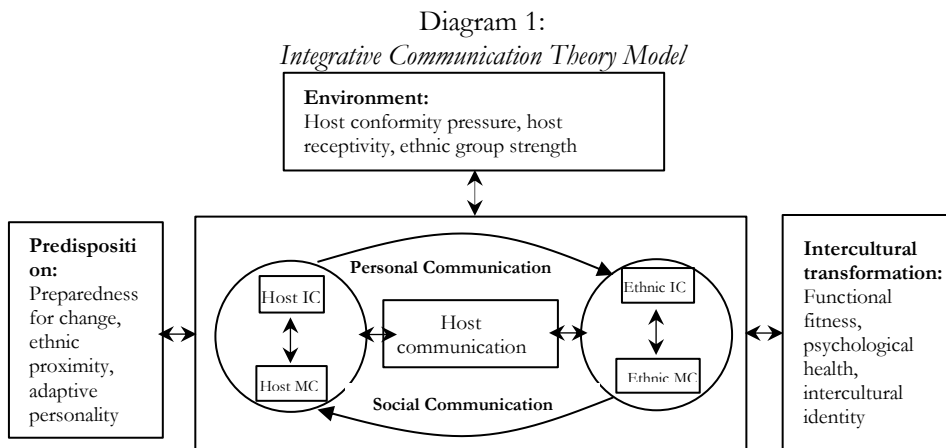 Diagram 1:
Integrative Communication Theory Model
Environment:
Host conformity pressure, host
receptivity, ethnic group strength
Predispositi
on:
Preparedness
for change,
ethnic
proximity,
adaptive
personality
Personal Communication
Host IC
Host MC
Host
communication
Ethnic IC
Ethnic MC
Social Communication
Intercultural
transformation:
Functional
fitness,
psychological
health,
intercultural
identity